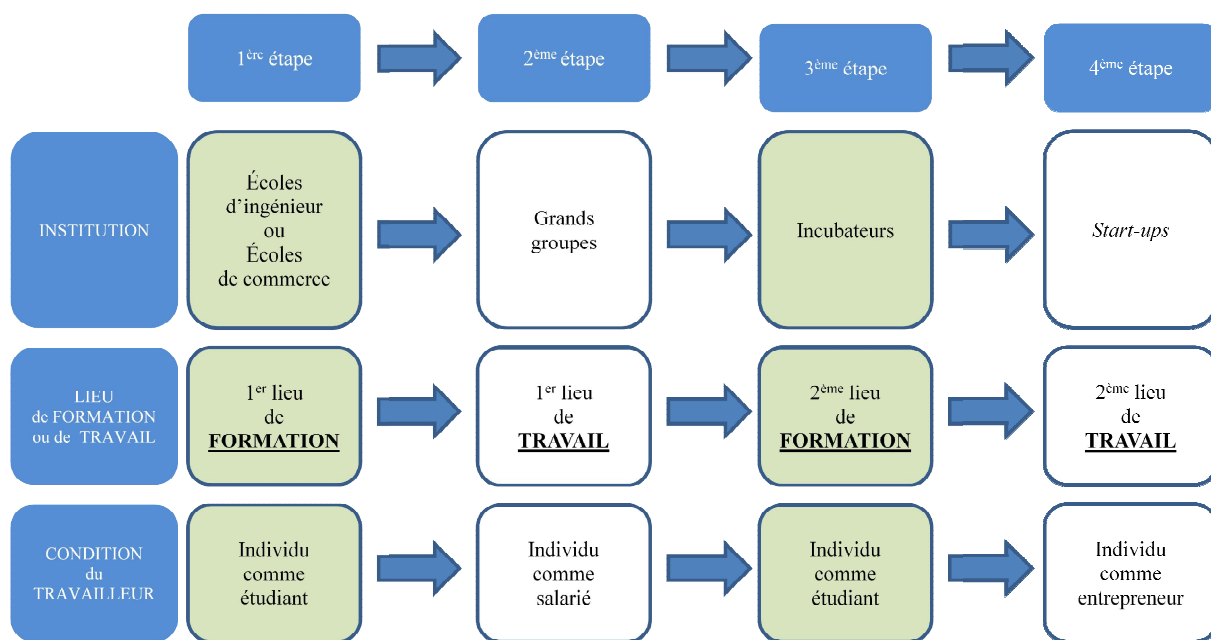 1ère étape
2ème étape
3ème étape
4ème étape
INSTITUTION
Écoles
d’ingénieur
ou
Écoles
de commerce
Grands
groupes
Incubateurs
Start-ups
LIEU
de FORMATION
ou de TRAVAIL
1er lieu
de
FORMATION
1er lieu
de
TRAVAIL
2ème lieu
de
FORMATION
2ème lieu
de
TRAVAIL
CONDITION
du
TRAVAILLEUR
Individu
comme
étudiant
Individu
comme
salarié
Individu
comme
étudiant
Individu
comme
entrepreneur